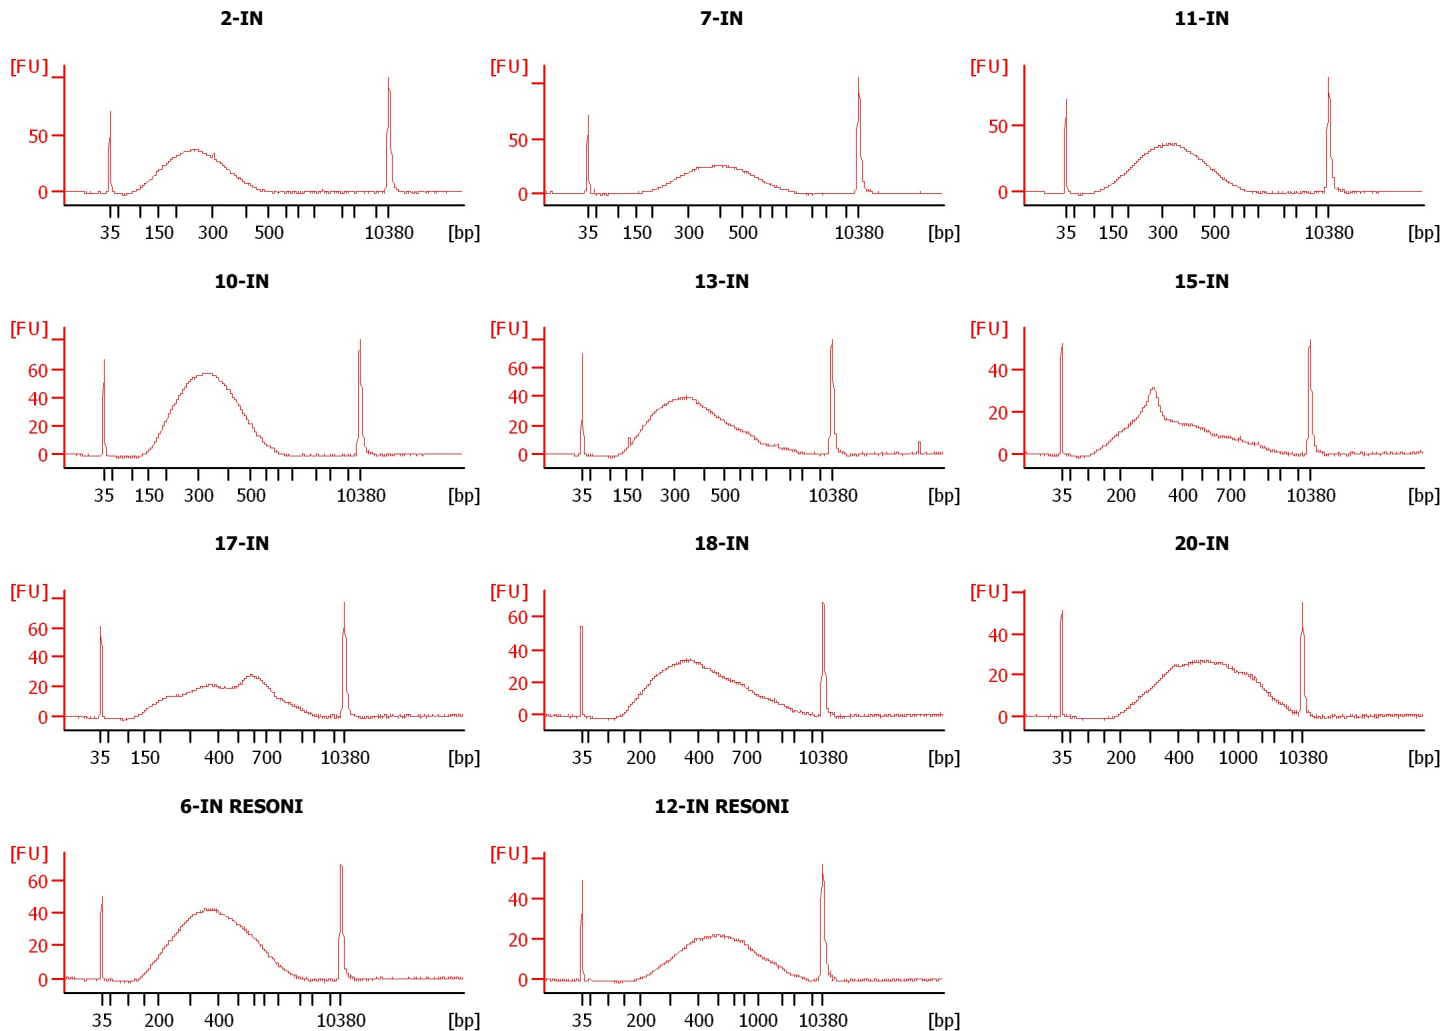 2-IN 7-IN 11-IN
[FU] [FU] [FU]
50 50 50
0 0 0
35 150 300 500 10380 [bp] 35 150 300 500 10380 [bp] 35 150 300 500 10380 [bp]
10-IN 13-IN 15-IN
[FU] [FU] [FU]
60 60 40
40 40 20
20 20 0
0 0
35 150 300 500 10380 [bp] 35 150 300 500 10380 [bp] 35 200 400 700 10380 [bp]
17-IN 18-IN 20-IN
[FU] [FU] [FU]
60 60 40
40 40 20
20 20 0
0 0
35 150 400 700 10380 [bp] 35 200 400 700 10380 [bp] 35 200 400 1000 10380 [bp]
6-IN RESONI 12-IN RESONI
[FU] [FU]
60 40
40 20
20 0
0
35 200 400 10380 [bp] 35 200 400 1000 10380 [bp]